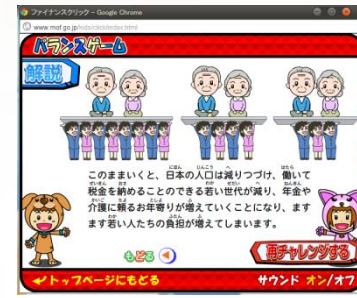 ファイナンスクリック - Google Chrome
www.mof.go.jp/kids/click/index.html
バランスゲーム
解説
このままいくと、日本の人口は減りつづけ、働いて
税金を納めることのできる若い世代が減り、年金や
介護に頼るお年寄りが増えていくことになり、ます
ます若い人たちの負担が増えてしまいます。
もどる
再チャレンジする
トップページにもどる
サウンド オン/オフ